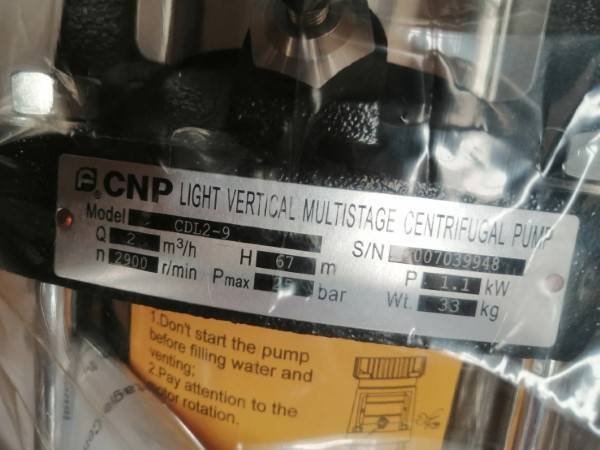 CNP LIGHT VERTICAL MULTISTAGE CENTRIFUGAL PUMP
Model CDL2-9
Q 2 m³/h H 67 m S/N 007039948
n 2900 r/min Pmax 25 bar P 1.1 kW
Wt. 33 kg
1.Don't start the pump
before filling water and
venting;
2.Pay attention to the
rotation.